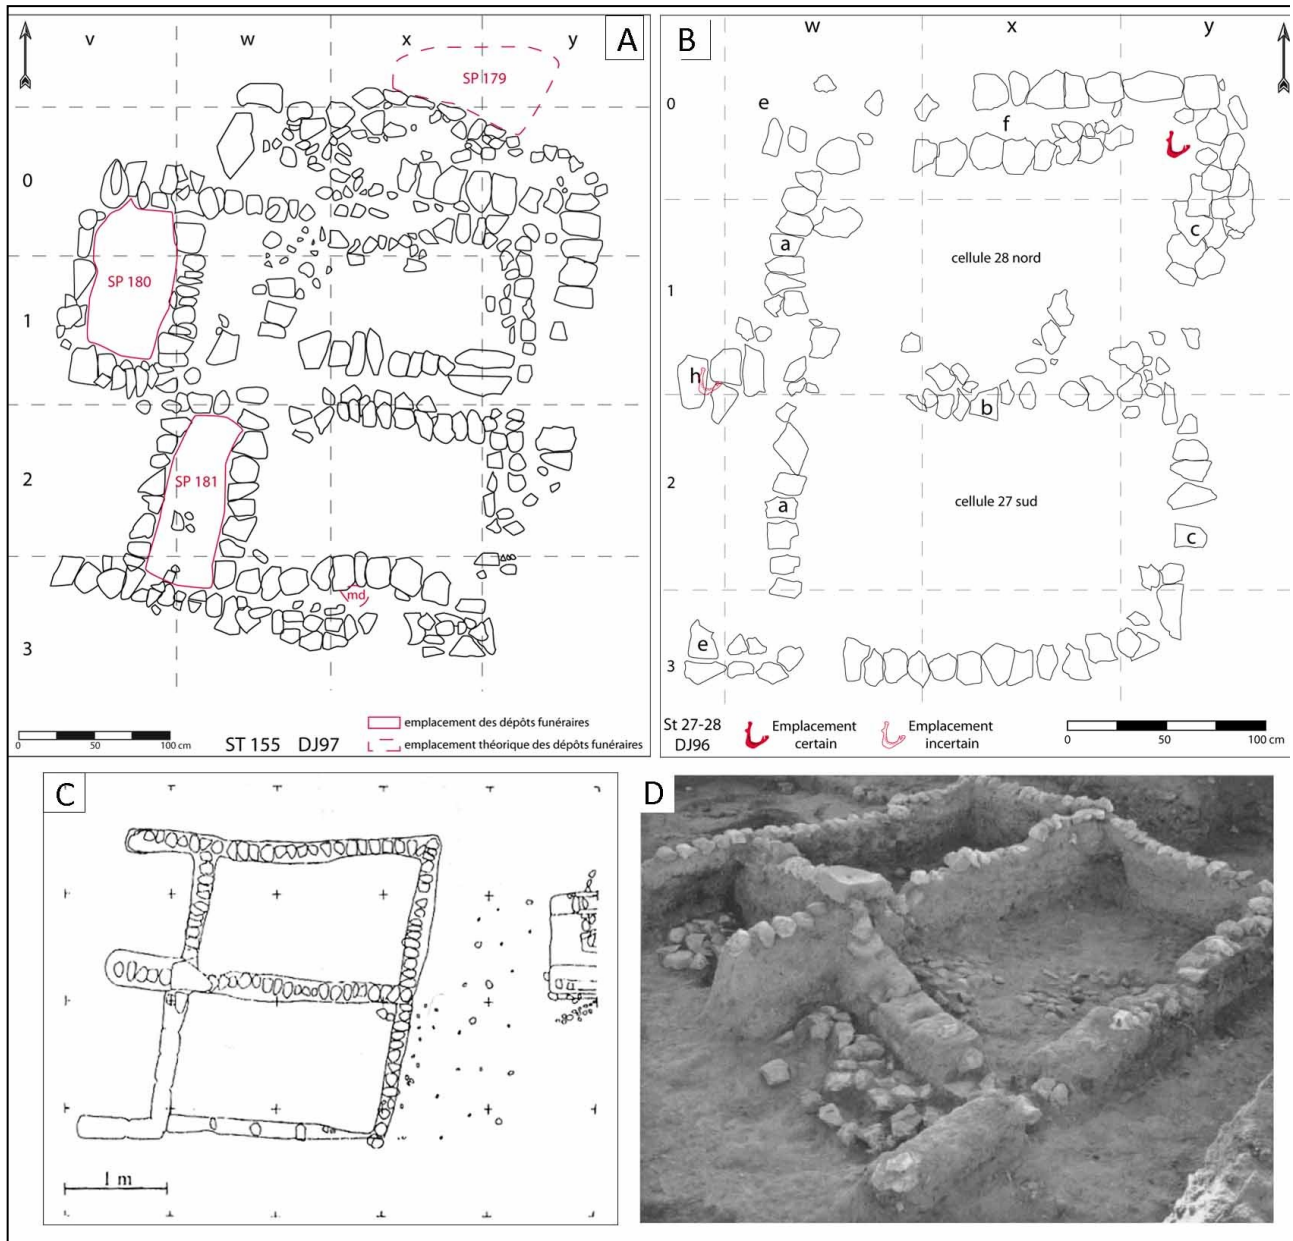 v w x y A
SP 179
0
SP 180
1
2
SP 181
md
3
0 50 100 cm
ST 155 DJ97
emplacement des dépôts funéraires
emplacement théorique des dépôts funéraires
B w x y
0 e
f
c
a
cellule 28 nord
1
h
b
2
cellule 27 sud
a
c
e
3
St 27-28
DJ96
Emplacement
certain
Emplacement
incertain
0 50 100 cm
C
1 m
D